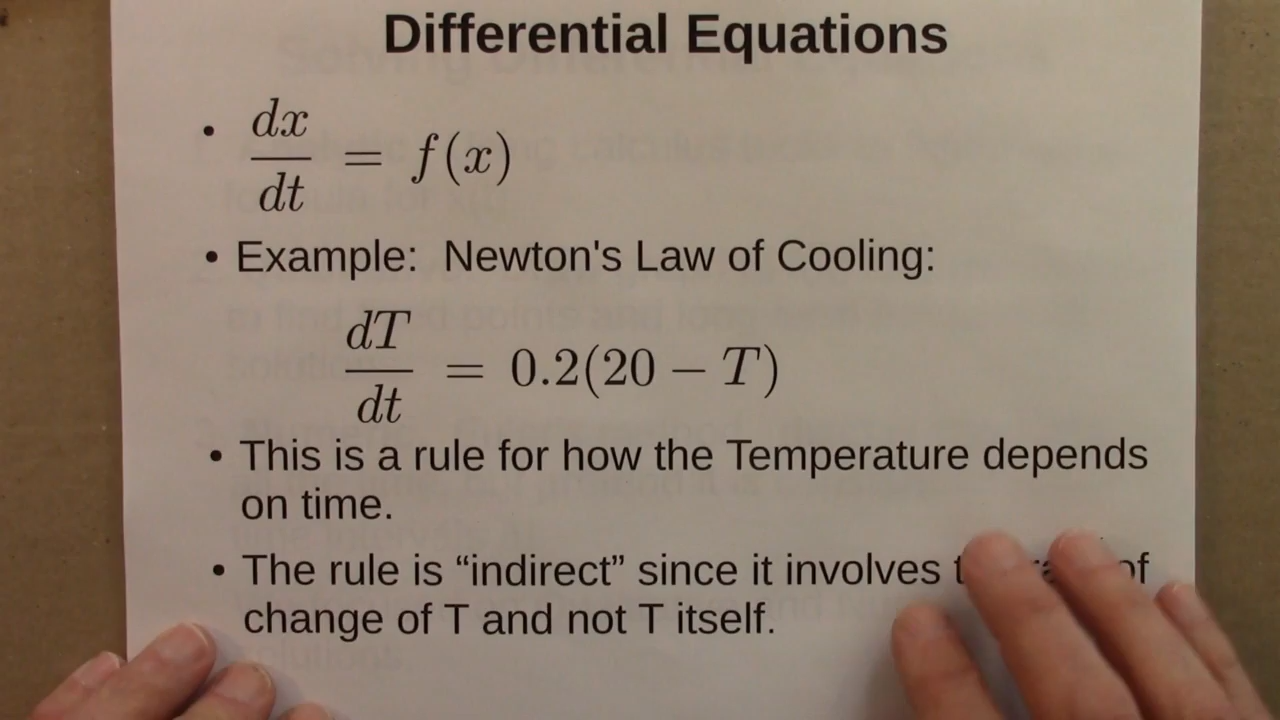 Differential Equations
• dx/dt = f(x)
• Example: Newton's Law of Cooling:
dT/dt = 0.2(20 − T)
• This is a rule for how the Temperature depends
on time.
• The rule is “indirect” since it involves of
change of T and not T itself.